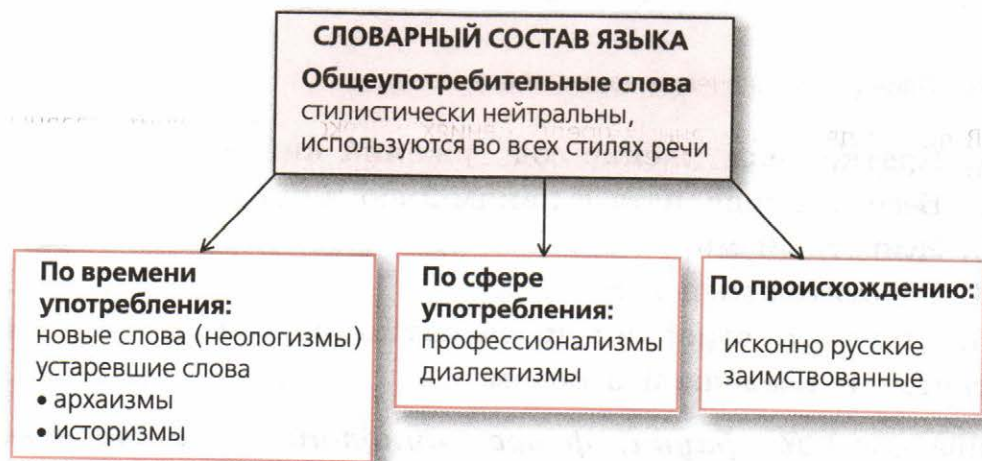 СЛОВАРНЫЙ СОСТАВ ЯЗЫКА
Общеупотребительные слова
стилистически нейтральны,
используются во всех стилях речи
По времени
употребления:
новые слова (неологизмы)
устаревшие слова
• архаизмы
• историзмы
По сфере
употребления:
профессионализмы
диалектизмы
По происхождению:
исконно русские
заимствованные